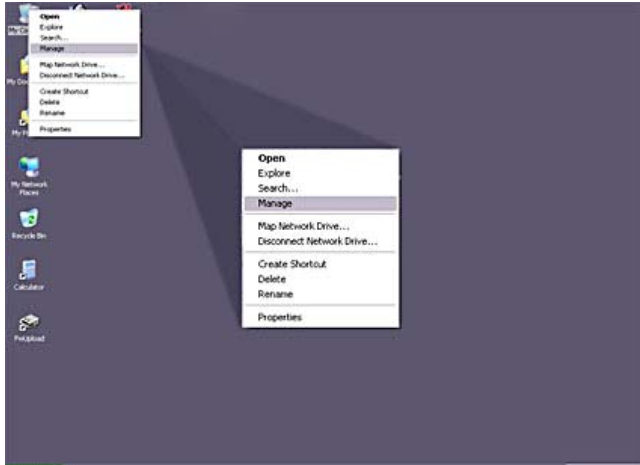 Open
Explore
Search...
Manage
Map Network Drive...
Disconnect Network Drive...
Create Shortcut
Delete
Rename
Properties
My Network
Places
Recycle Bin
Calculator
Open
Explore
Search...
Manage
Map Network Drive...
Disconnect Network Drive...
Create Shortcut
Delete
Rename
Properties